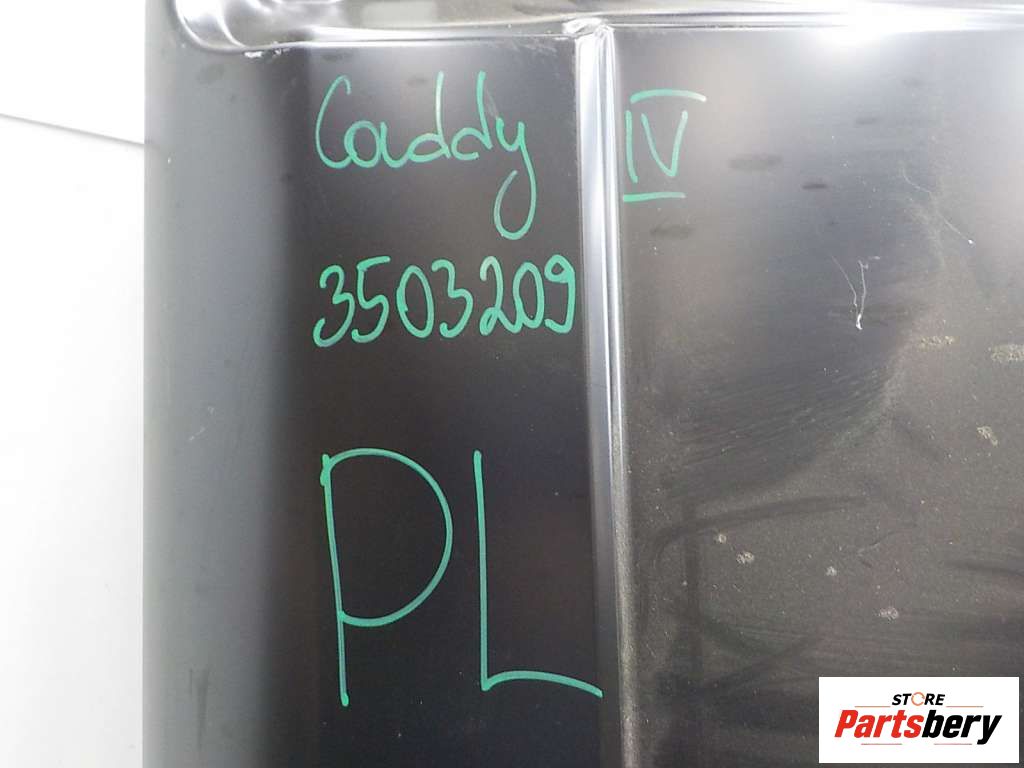 Caddy IV
3503209
PL
STORE
Partsbery